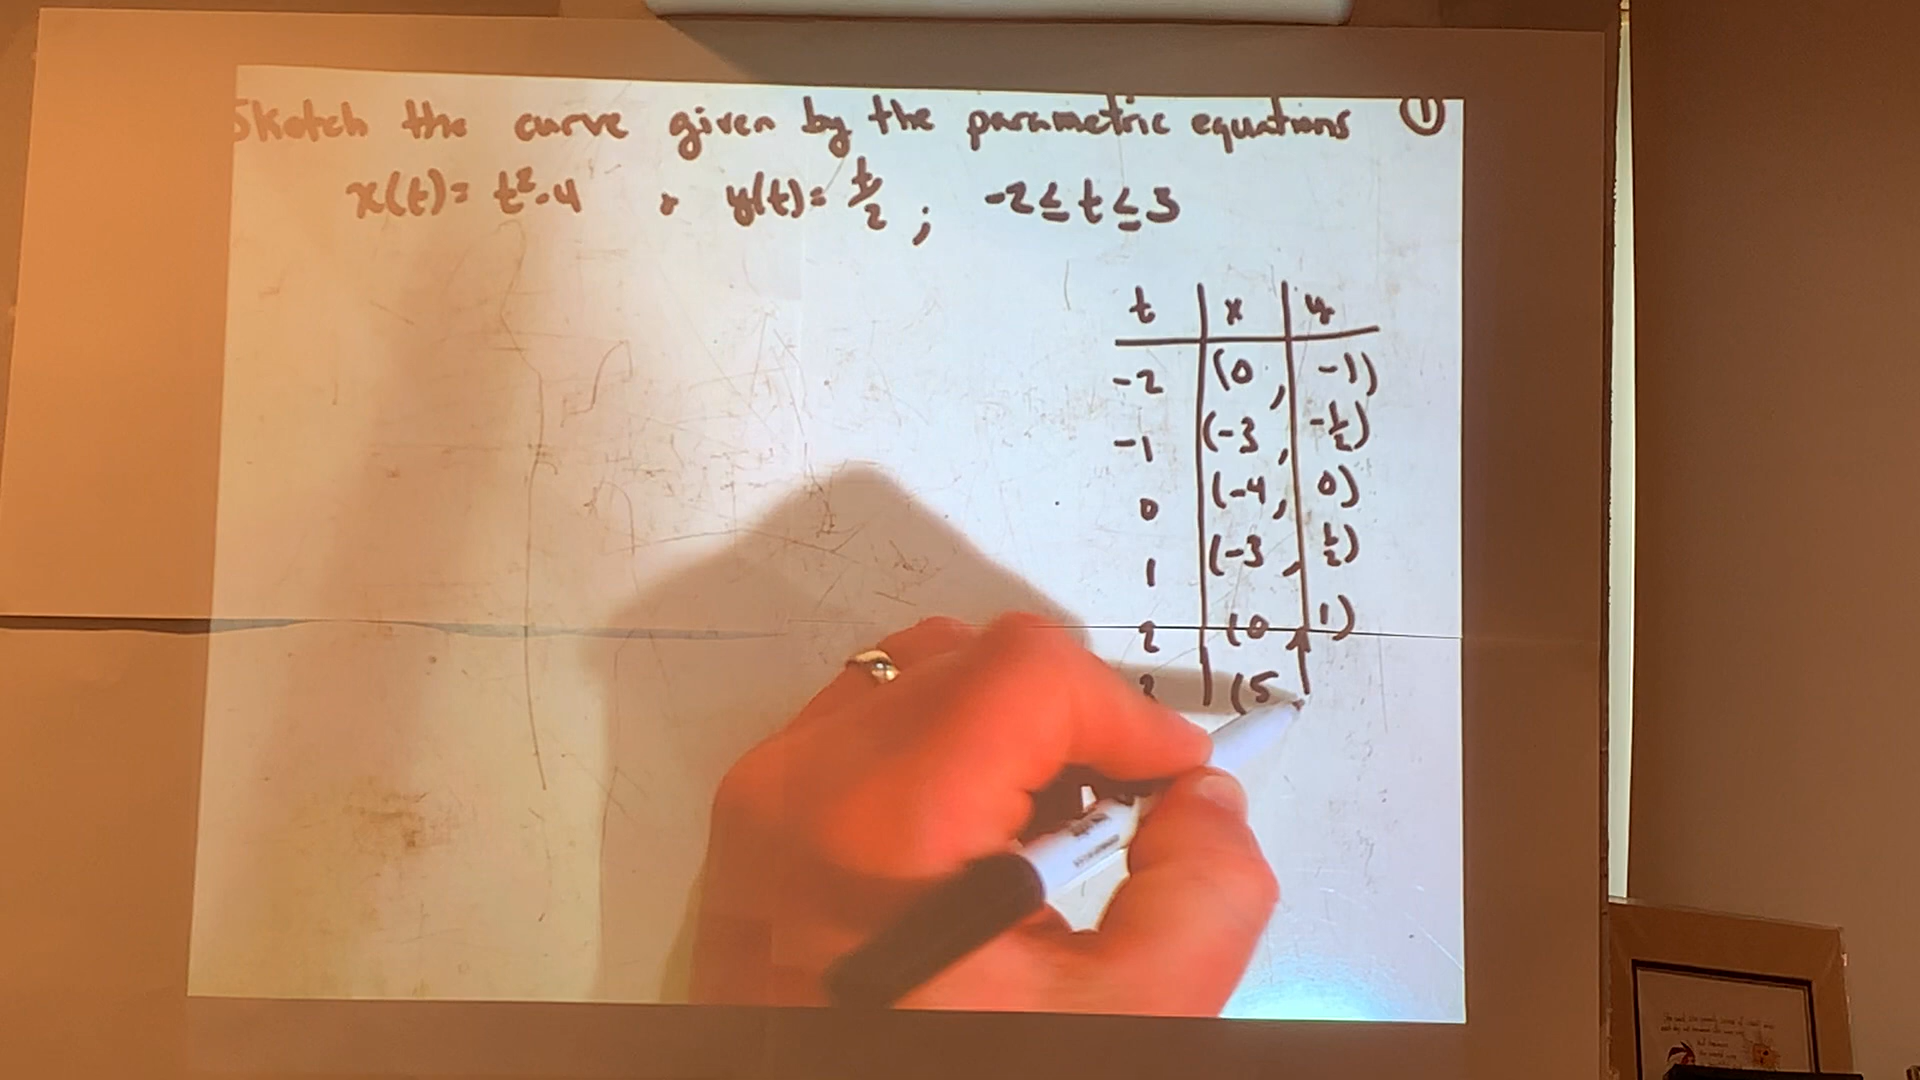 Sketch the curve given by the parametric equations ①
x(t)= t²-4 & y(t)= t/2 ; -2≤t≤3
t x y
-2 (0 , -1)
-1 (-3 , -1/2)
0 (-4 , 0)
1 (-3 , 1/2)
2 (0 , 1)
3 (5